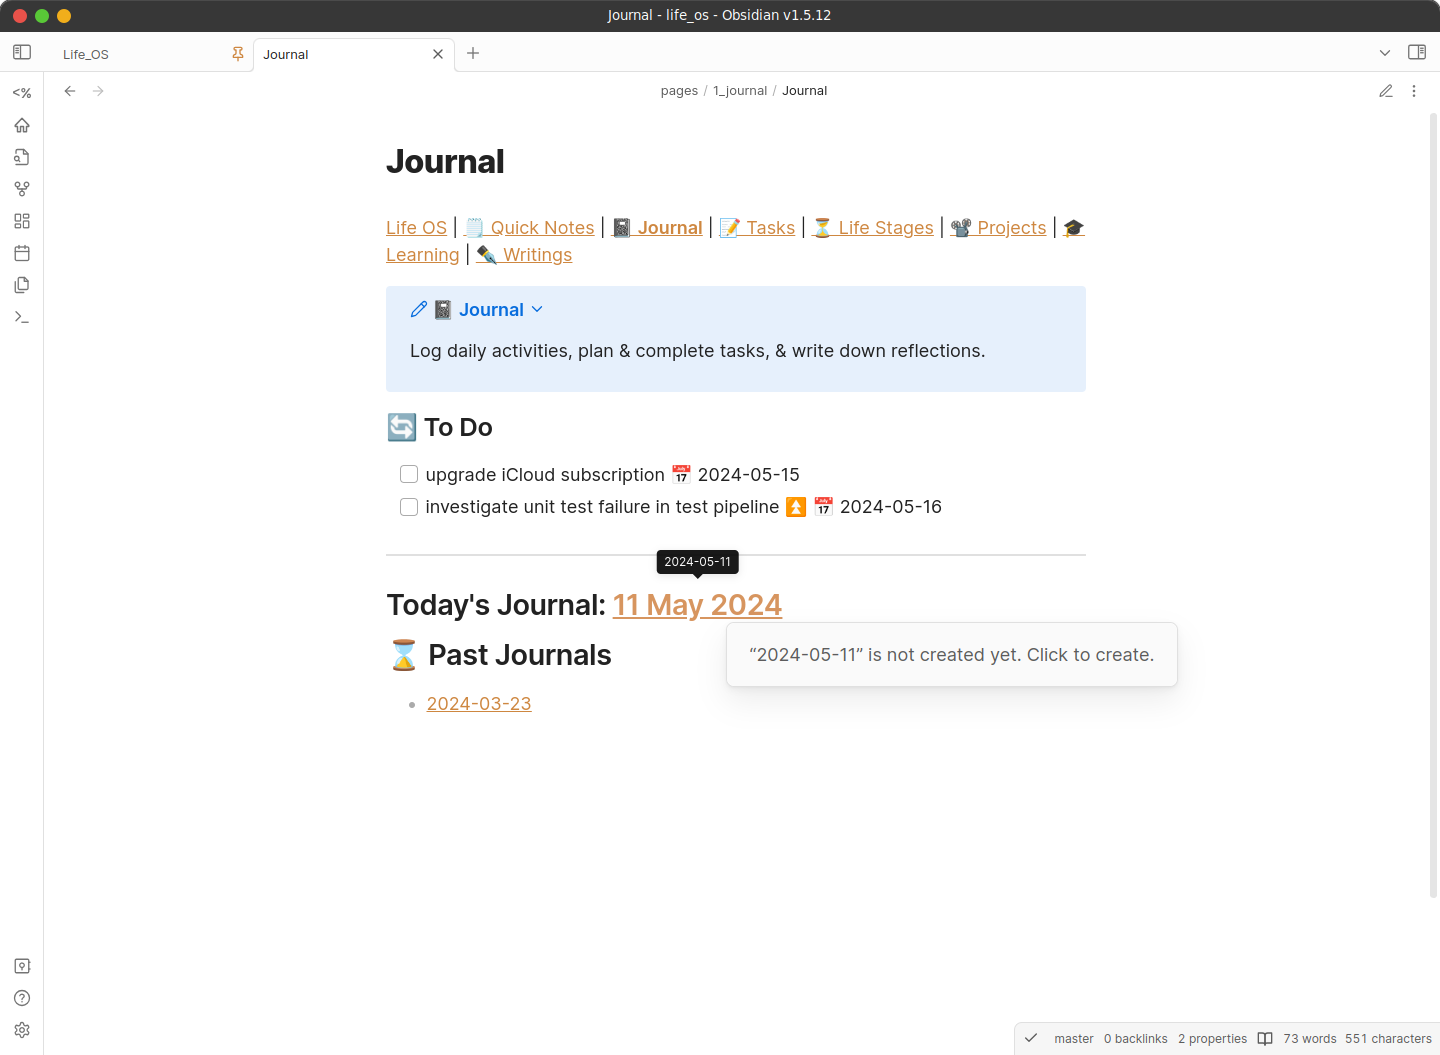 Journal - life_os - Obsidian v1.5.12
Life_OS
Journal
<%
pages / 1_journal / Journal
Journal
Life OS | 🗒️ Quick Notes | 📓 Journal | 📝 Tasks | ⏳ Life Stages | 📽️ Projects | 🎓
Learning | ✒️ Writings
📓 Journal
Log daily activities, plan & complete tasks, & write down reflections.
🔄 To Do
upgrade iCloud subscription 📅 2024-05-15
investigate unit test failure in test pipeline ⏫ 📅 2024-05-16
2024-05-11
Today's Journal: 11 May 2024
⌛ Past Journals
“2024-05-11” is not created yet. Click to create.
2024-03-23
master 0 backlinks 2 properties 73 words 551 characters